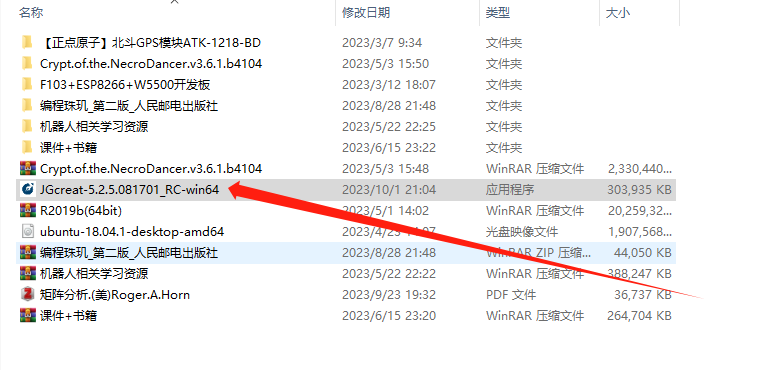 名称 修改日期 类型 大小
【正点原子】北斗GPS模块ATK-1218-BD 2023/3/7 9:34 文件夹
Crypt.of.the.NecroDancer.v3.6.1.b4104 2023/5/3 15:50 文件夹
F103+ESP8266+W5500开发板 2023/3/12 18:07 文件夹
编程珠玑_第二版_人民邮电出版社 2023/8/28 21:48 文件夹
机器人相关学习资源 2023/5/22 22:25 文件夹
课件+书籍 2023/6/15 23:22 文件夹
Crypt.of.the.NecroDancer.v3.6.1.b4104 2023/5/3 15:48 WinRAR 压缩文件 2,330,440...
JGcreat-5.2.5.081701_RC-win64 2023/10/1 21:04 应用程序 303,935 KB
R2019b(64bit) 2023/5/1 14:02 WinRAR 压缩文件 20,259,32...
ubuntu-18.04.1-desktop-amd64 光盘映像文件 1,907,568...
编程珠玑_第二版_人民邮电出版社 2023/8/28 21:48 WinRAR ZIP 压缩... 44,050 KB
机器人相关学习资源 2023/5/22 22:22 WinRAR 压缩文件 388,247 KB
矩阵分析.(美)Roger.A.Horn 2023/9/23 19:32 PDF 文件 36,737 KB
课件+书籍 2023/6/15 23:20 WinRAR 压缩文件 264,704 KB